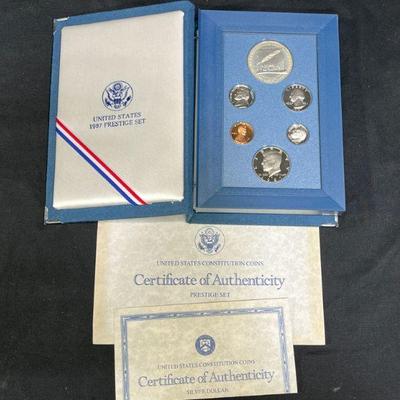 UNITED STATES
1987 PRESTIGE SET
UNITED STATES CONSTITUTION COINS
Certificate of Authenticity
PRESTIGE SET
UNITED STATES CONSTITUTION COINS
Certificate of Authenticity
SILVER DOLLAR